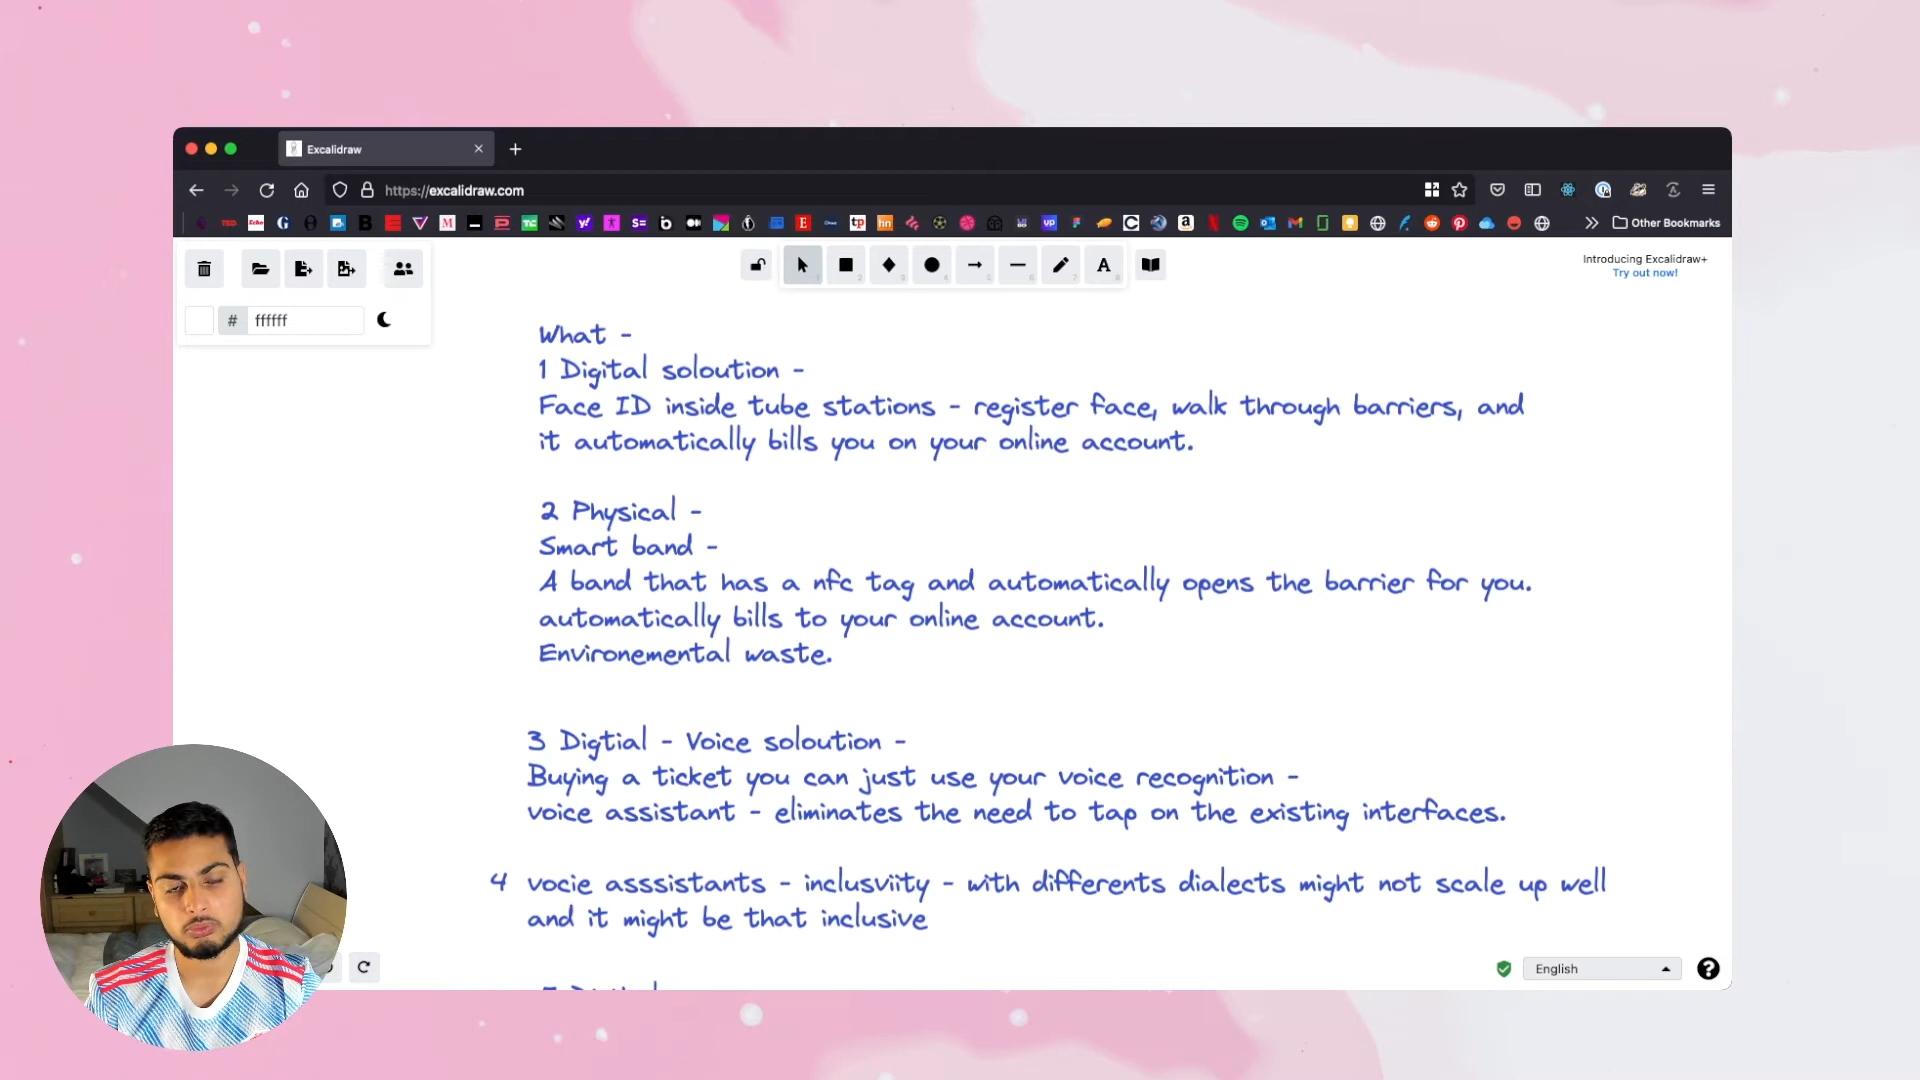 Excalidraw
https://excalidraw.com
Other Bookmarks
# ffffff
Introducing Excalidraw+
Try out now!
What -
1 Digital soloution -
Face ID inside tube stations - register face, walk through barriers, and
it automatically bills you on your online account.
2 Physical -
Smart band -
A band that has a nfc tag and automatically opens the barrier for you.
automatically bills to your online account.
Environemental waste.
3 Digtial - Voice soloution -
Buying a ticket you can just use your voice recognition -
voice assistant - eliminates the need to tap on the existing interfaces.
4 vocie asssistants - inclusviity - with differents dialects might not scale up well
and it might be that inclusive
English